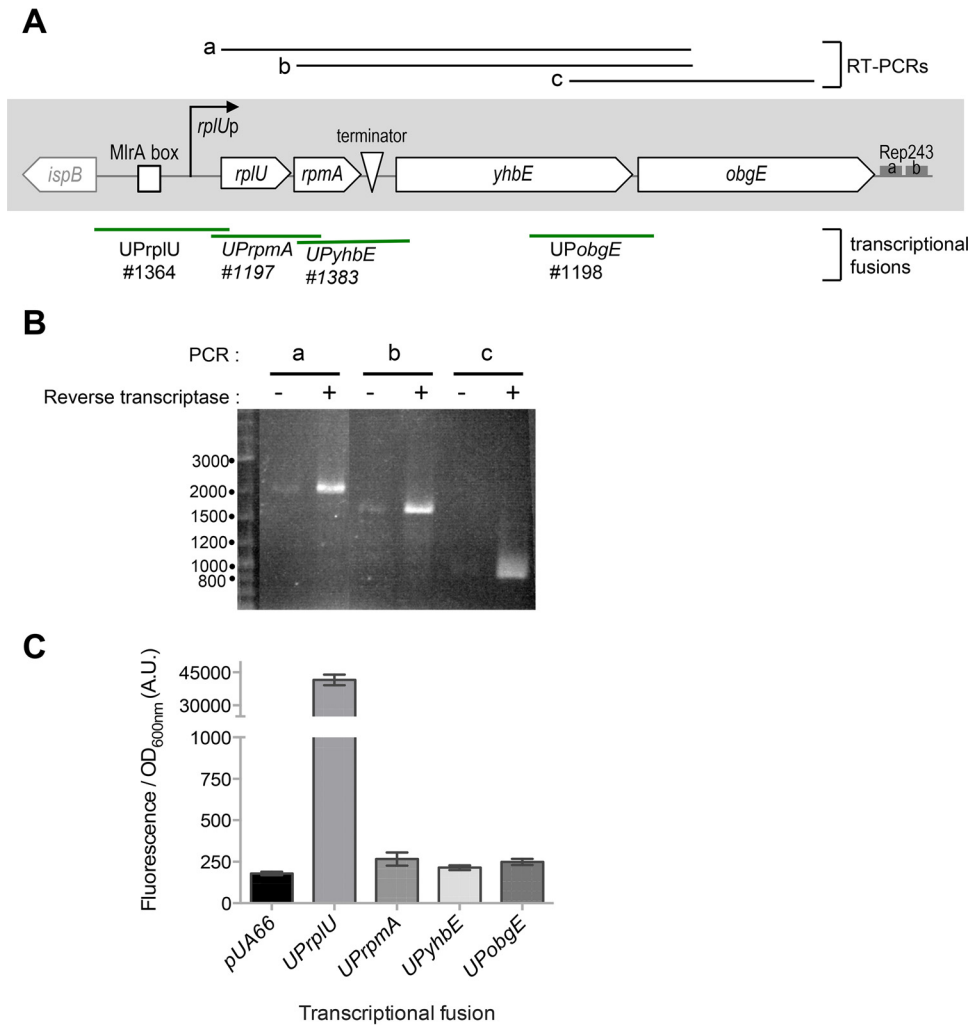 A
a
b
c
RT-PCRs
rplUp
terminator
MlrA box
Rep243
ispB
rplU
rpmA
yhbE
obgE
a b
UPrplU
#1364
UPrpmA
#1197
UPyhbE
#1383
UPobgE
#1198
transcriptional
fusions
B
PCR : a b c
Reverse transcriptase : - + - + - +
3000
2000
1500
1200
1000
800
C
Fluorescence / OD600nm (A.U.)
45000
30000
1000
750
500
250
0
pUA66
UPrplU
UPrpmA
UPyhbE
UPobgE
Transcriptional fusion